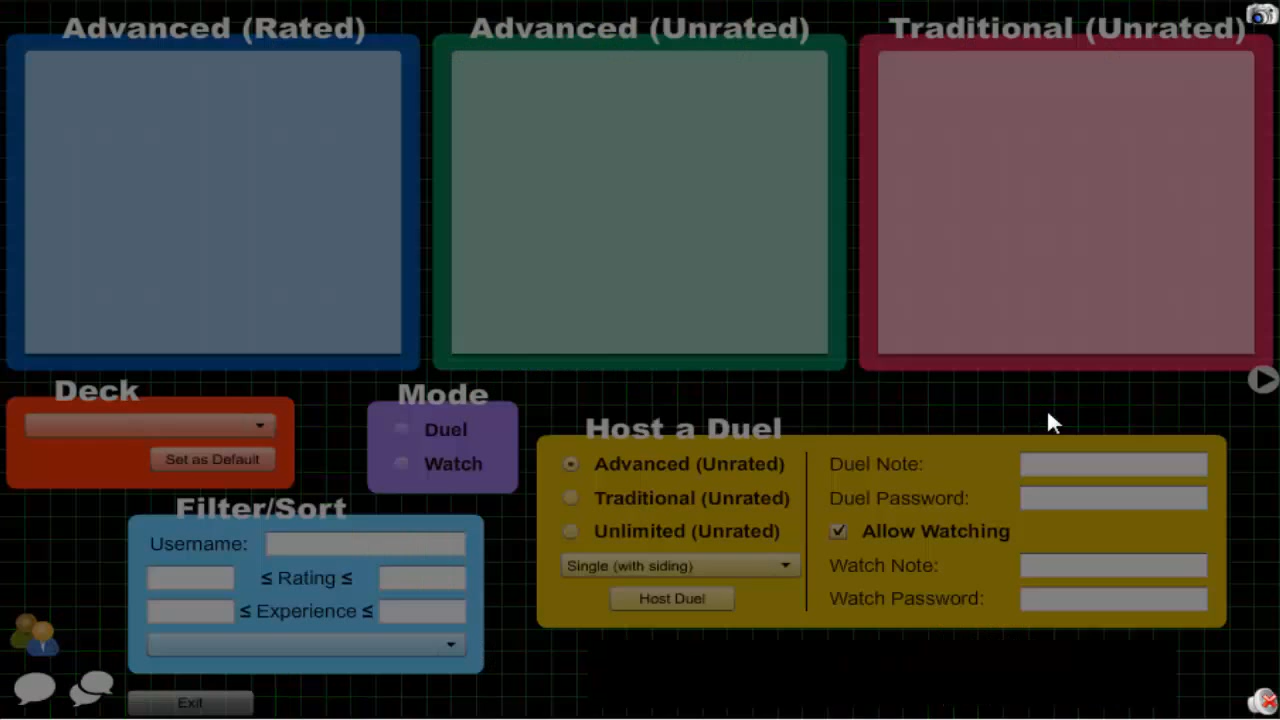 Advanced (Rated)
Advanced (Unrated)
Traditional (Unrated)
Deck
Set as Default
Mode
Duel
Watch
Host a Duel
Advanced (Unrated)
Traditional (Unrated)
Unlimited (Unrated)
Single (with siding)
Host Duel
Duel Note:
Duel Password:
Allow Watching
Watch Note:
Watch Password:
Filter/Sort
Username:
≤ Rating ≤
≤ Experience ≤
Exit